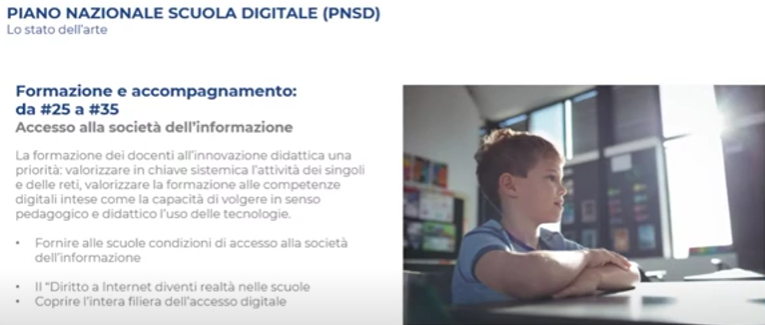 PIANO NAZIONALE SCUOLA DIGITALE (PNSD)
Lo stato dell'arte
Formazione e accompagnamento:
da #25 a #35
Accesso alla società dell'informazione
La formazione dei docenti all'innovazione didattica una
priorità: valorizzare in chiave sistemica l'attività dei singoli
e delle reti, valorizzare la formazione alle competenze
digitali intese come la capacità di volgere in senso
pedagogico e didattico l'uso delle tecnologie.
• Fornire alle scuole condizioni di accesso alla società
dell'informazione
• Il "Diritto a Internet diventi realtà nelle scuole
• Coprire l'intera filiera dell'accesso digitale